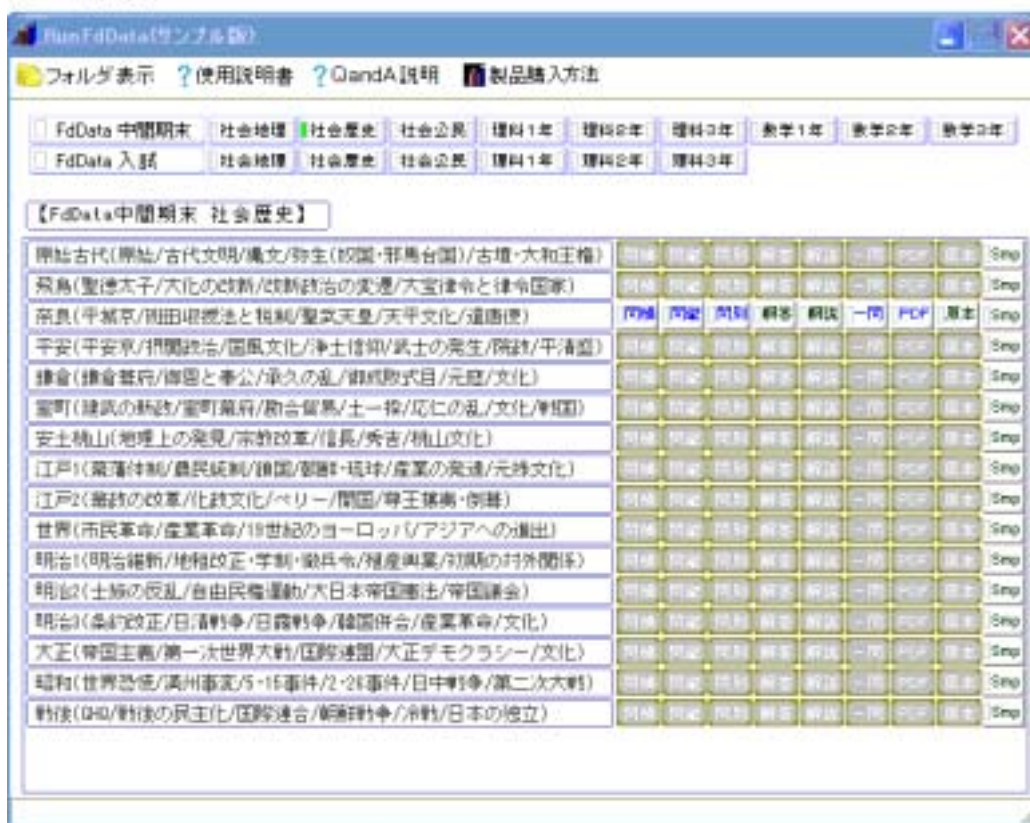 RunFdData(サンプル版)
フォルダ表示 ?使用説明書 ?QandA説明 製品購入方法
FdData 中間期末 社会地理 社会歴史 社会公民 理科1年 理科2年 理科3年 数学1年 数学2年 数学3年
FdData 入試 社会地理 社会歴史 社会公民 理科1年 理科2年 理科3年
【FdData中間期末 社会歴史】
原始古代(原始/古代文明/縄文/弥生(奴国・邪馬台国)/古墳・大和王権) Smp
飛鳥(聖徳太子/大化の改新/改新政治の変遷/大宝律令と律令国家) Smp
奈良(平城京/班田収授法と税制/聖武天皇/天平文化/遣唐使) 解答 解説 一問 PDF 原本 Smp
平安(平安京/摂関政治/国風文化/浄土信仰/武士の発生/院政/平清盛) Smp
鎌倉(鎌倉幕府/御恩と奉公/承久の乱/御成敗式目/元寇/文化) Smp
室町(建武の新政/室町幕府/勘合貿易/土一揆/応仁の乱/文化/戦国) Smp
安土桃山(地理上の発見/宗教改革/信長/秀吉/桃山文化) Smp
江戸1(幕藩体制/農民統制/鎖国/朝鮮・琉球/産業の発達/元禄文化) Smp
江戸2(幕政の改革/化政文化/ペリー/開国/尊王攘夷・倒幕) Smp
世界(市民革命/産業革命/19世紀のヨーロッパ/アジアへの進出) Smp
明治1(明治維新/地租改正・学制・徴兵令/殖産興業/初期の対外関係) Smp
明治2(士族の反乱/自由民権運動/大日本帝国憲法/帝国議会) Smp
明治3(条約改正/日清戦争/日露戦争/韓国併合/産業革命/文化) Smp
大正(帝国主義/第一次世界大戦/国際連盟/大正デモクラシー/文化) Smp
昭和(世界恐慌/満州事変/5・15事件/2・26事件/日中戦争/第二次大戦) Smp
戦後(GHQ/戦後の民主化/国際連合/朝鮮戦争/冷戦/日本の独立) Smp